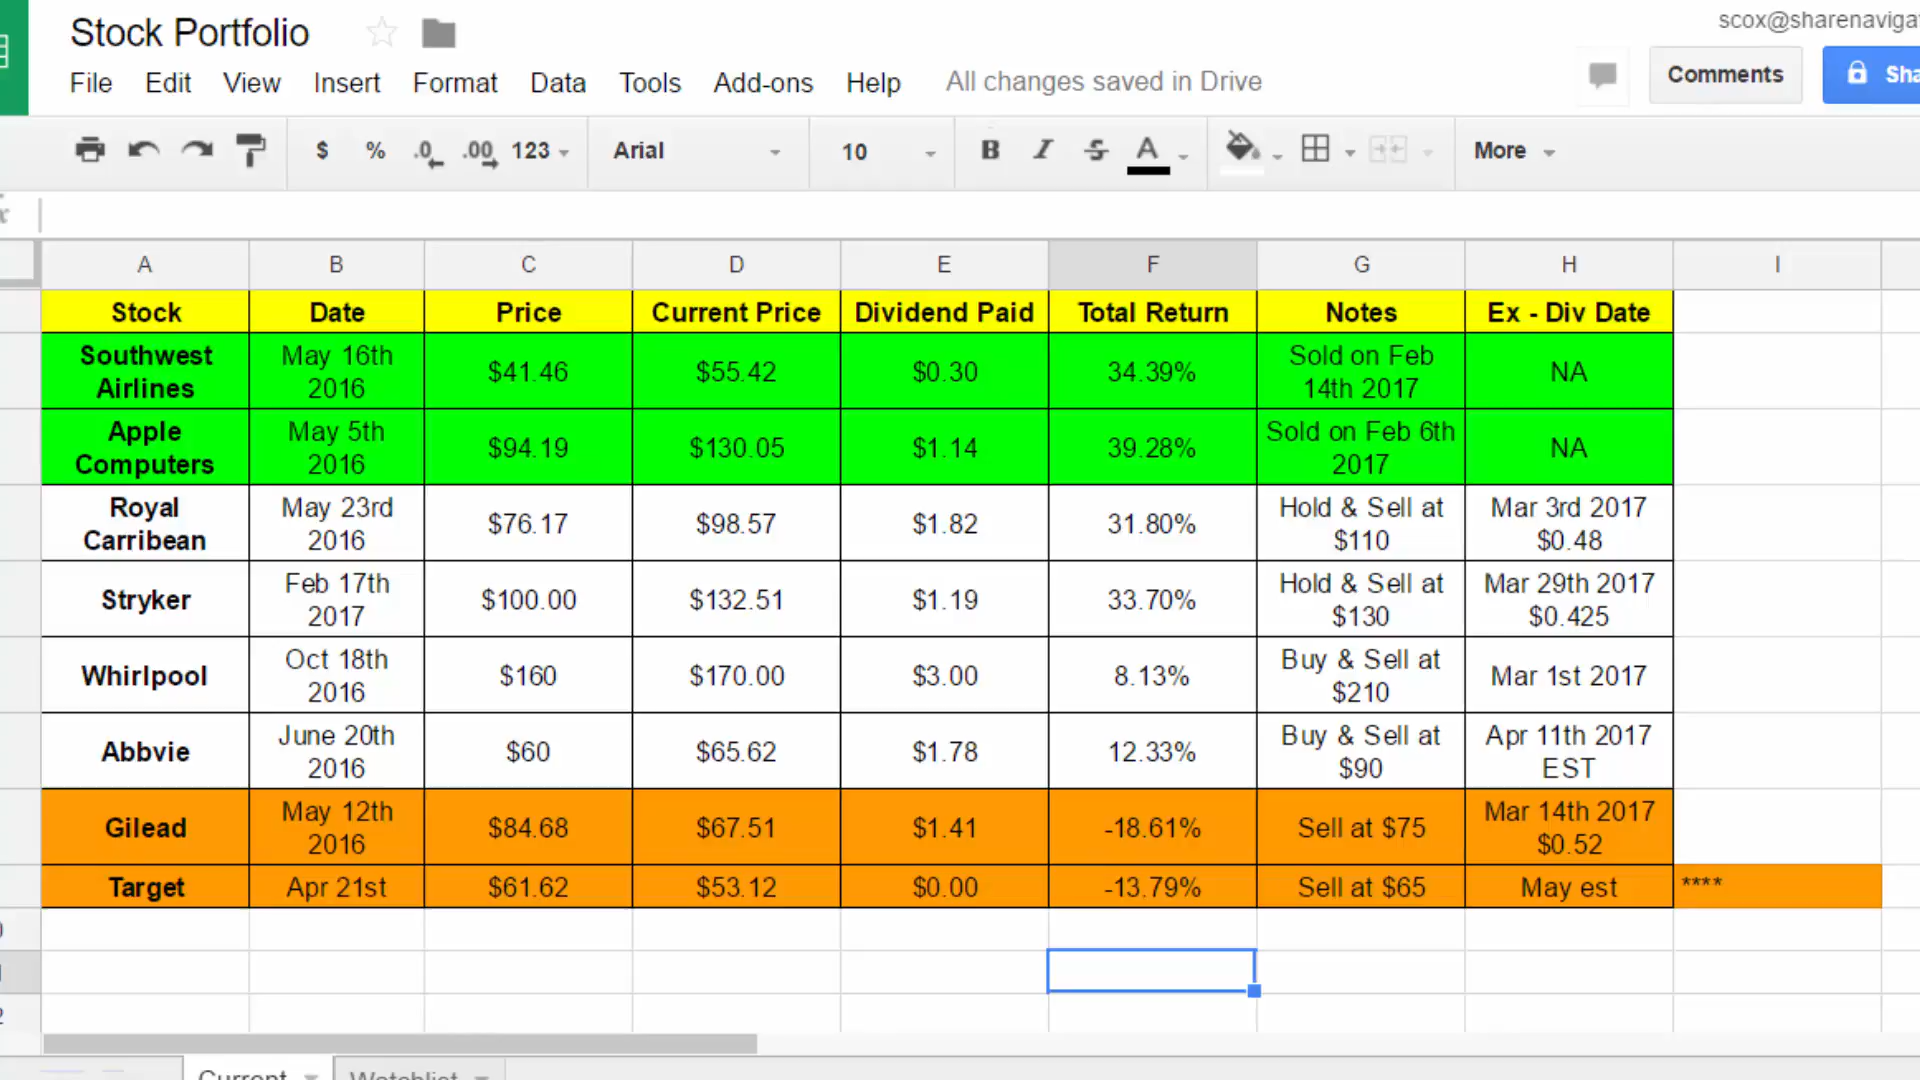 Stock Portfolio
scox@sharenaviga
File Edit View Insert Format Data Tools Add-ons Help All changes saved in Drive
Comments
$ % .0 .00 123 Arial 10 B I S A More
A B C D E F G H I
Stock Date Price Current Price Dividend Paid Total Return Notes Ex - Div Date
Southwest Airlines May 16th 2016 $41.46 $55.42 $0.30 34.39% Sold on Feb 14th 2017 NA
Apple Computers May 5th 2016 $94.19 $130.05 $1.14 39.28% Sold on Feb 6th 2017 NA
Royal Carribean May 23rd 2016 $76.17 $98.57 $1.82 31.80% Hold & Sell at $110 Mar 3rd 2017 $0.48
Stryker Feb 17th 2017 $100.00 $132.51 $1.19 33.70% Hold & Sell at $130 Mar 29th 2017 $0.425
Whirlpool Oct 18th 2016 $160 $170.00 $3.00 8.13% Buy & Sell at $210 Mar 1st 2017
Abbvie June 20th 2016 $60 $65.62 $1.78 12.33% Buy & Sell at $90 Apr 11th 2017 EST
Gilead May 12th 2016 $84.68 $67.51 $1.41 -18.61% Sell at $75 Mar 14th 2017 $0.52
Target Apr 21st $61.62 $53.12 $0.00 -13.79% Sell at $65 May est ****
Current Watchlist